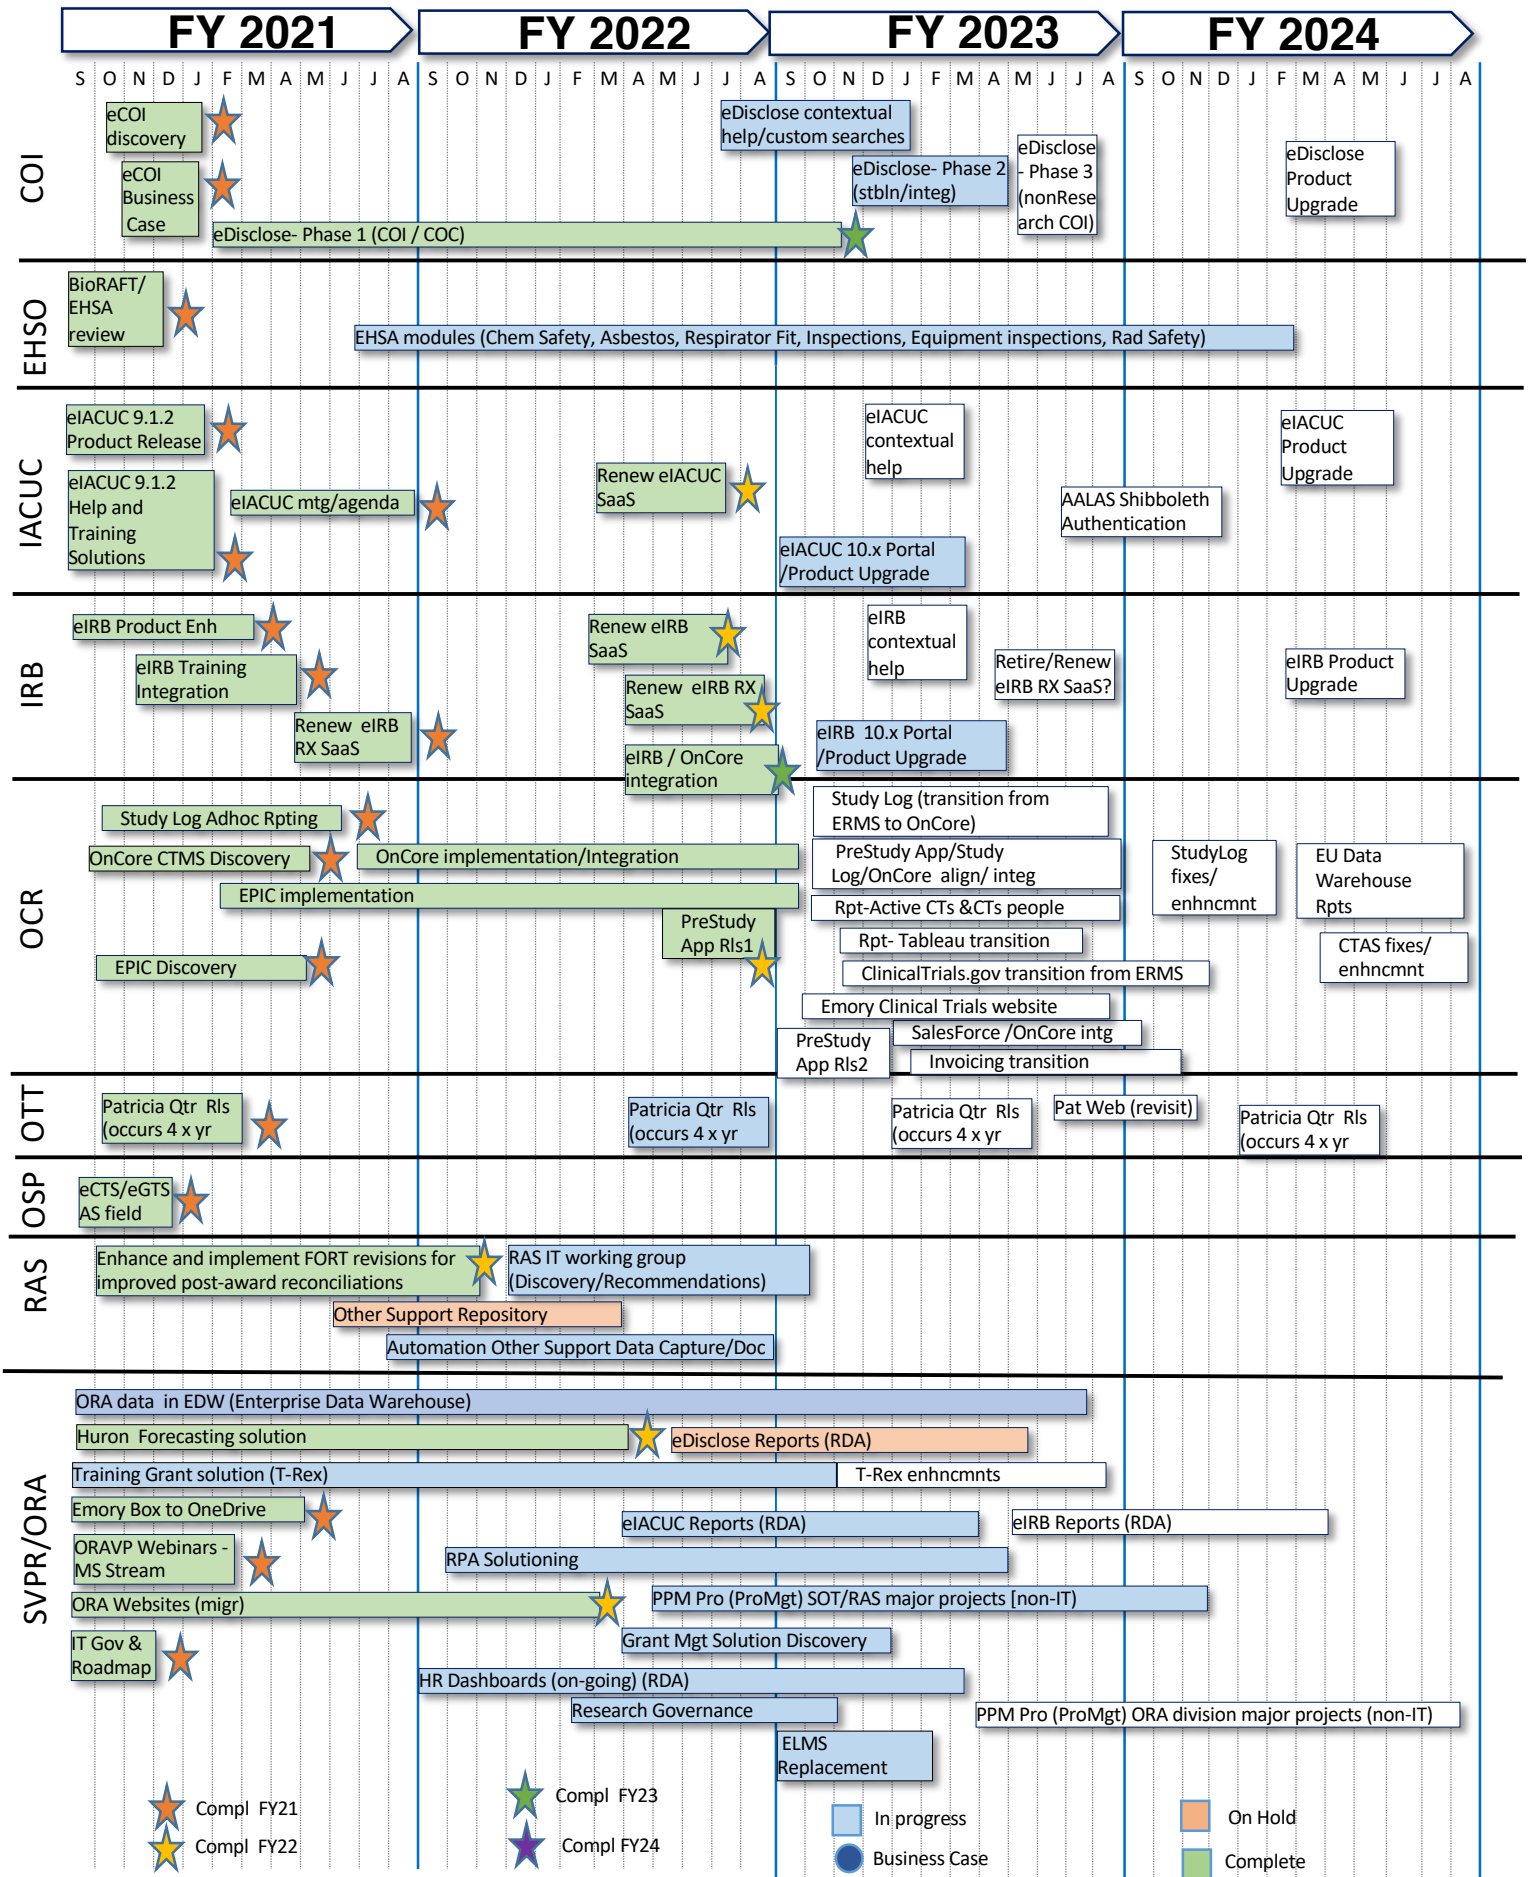 FY 2021
FY 2022
FY 2023
FY 2024
S O N D J F M A M J J A S O N D J F M A M J J A S O N D J F M A M J J A S O N D J F M A M J J A
COI
eCOI
discovery
eCOI
Business
Case
eDisclose- Phase 1 (COI / COC)
eDisclose contextual
help/custom searches
eDisclose- Phase 2
(stbln/integ)
eDisclose
- Phase 3
(nonRese
arch COI)
eDisclose
Product
Upgrade
EHSO
BioRAFT/
EHSA
review
EHSA modules (Chem Safety, Asbestos, Respirator Fit, Inspections, Equipment inspections, Rad Safety)
IACUC
eIACUC 9.1.2
Product Release
eIACUC 9.1.2
Help and
Training
Solutions
eIACUC mtg/agenda
Renew eIACUC
SaaS
eIACUC
contextual
help
eIACUC 10.x Portal
/Product Upgrade
AALAS Shibboleth
Authentication
eIACUC
Product
Upgrade
IRB
eIRB Product Enh
eIRB Training
Integration
Renew eIRB
RX SaaS
Renew eIRB
SaaS
Renew eIRB RX
SaaS
eIRB / OnCore
integration
eIRB
contextual
help
Retire/Renew
eIRB RX SaaS?
eIRB 10.x Portal
/Product Upgrade
eIRB Product
Upgrade
OCR
Study Log Adhoc Rpting
OnCore CTMS Discovery
OnCore implementation/Integration
EPIC implementation
EPIC Discovery
PreStudy
App Rls1
Study Log (transition from
ERMS to OnCore)
PreStudy App/Study
Log/OnCore align/ integ
Rpt-Active CTs &CTs people
Rpt- Tableau transition
ClinicalTrials.gov transition from ERMS
Emory Clinical Trials website
SalesForce /OnCore intg
PreStudy
App Rls2
Invoicing transition
StudyLog
fixes/
enhncmnt
EU Data
Warehouse
Rpts
CTAS fixes/
enhncmnt
OTT
Patricia Qtr Rls
(occurs 4 x yr
Patricia Qtr Rls
(occurs 4 x yr
Patricia Qtr Rls
(occurs 4 x yr
Pat Web (revisit)
Patricia Qtr Rls
(occurs 4 x yr
OSP
eCTS/eGTS
AS field
RAS
Enhance and implement FORT revisions for
improved post-award reconciliations
RAS IT working group
(Discovery/Recommendations)
Other Support Repository
Automation Other Support Data Capture/Doc
SVPR/ORA
ORA data in EDW (Enterprise Data Warehouse)
Huron Forecasting solution
eDisclose Reports (RDA)
Training Grant solution (T-Rex)
T-Rex enhncmnts
Emory Box to OneDrive
eIACUC Reports (RDA)
eIRB Reports (RDA)
ORAVP Webinars -
MS Stream
RPA Solutioning
ORA Websites (migr)
PPM Pro (ProMgt) SOT/RAS major projects [non-IT)
IT Gov &
Roadmap
Grant Mgt Solution Discovery
HR Dashboards (on-going) (RDA)
Research Governance
PPM Pro (ProMgt) ORA division major projects (non-IT)
ELMS
Replacement
Compl FY21
Compl FY22
Compl FY23
Compl FY24
In progress
Business Case
On Hold
Complete